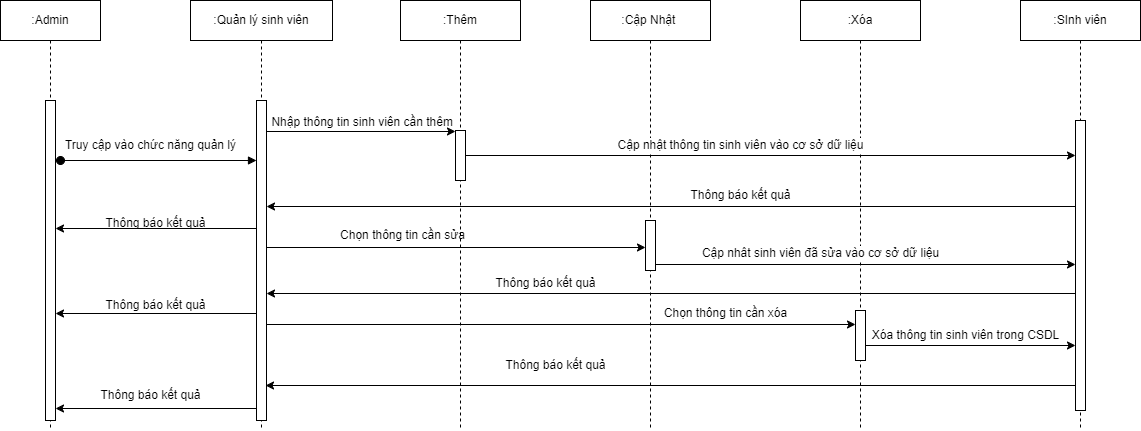 :Admin
:Quản lý sinh viên
:Thêm
:Cập Nhật
:Xóa
:SInh viên
Nhập thông tin sinh viên cần thêm
Truy cập vào chức năng quản lý
Cập nhật thông tin sinh viên vào cơ sở dữ liệu
Thông báo kết quả
Thông báo kết quả
Chọn thông tin cần sửa
Cập nhât sinh viên đã sửa vào cơ sở dữ liệu
Thông báo kết quả
Thông báo kết quả
Chọn thông tin cần xóa
Xóa thông tin sinh viên trong CSDL
Thông báo kết quả
Thông báo kết quả